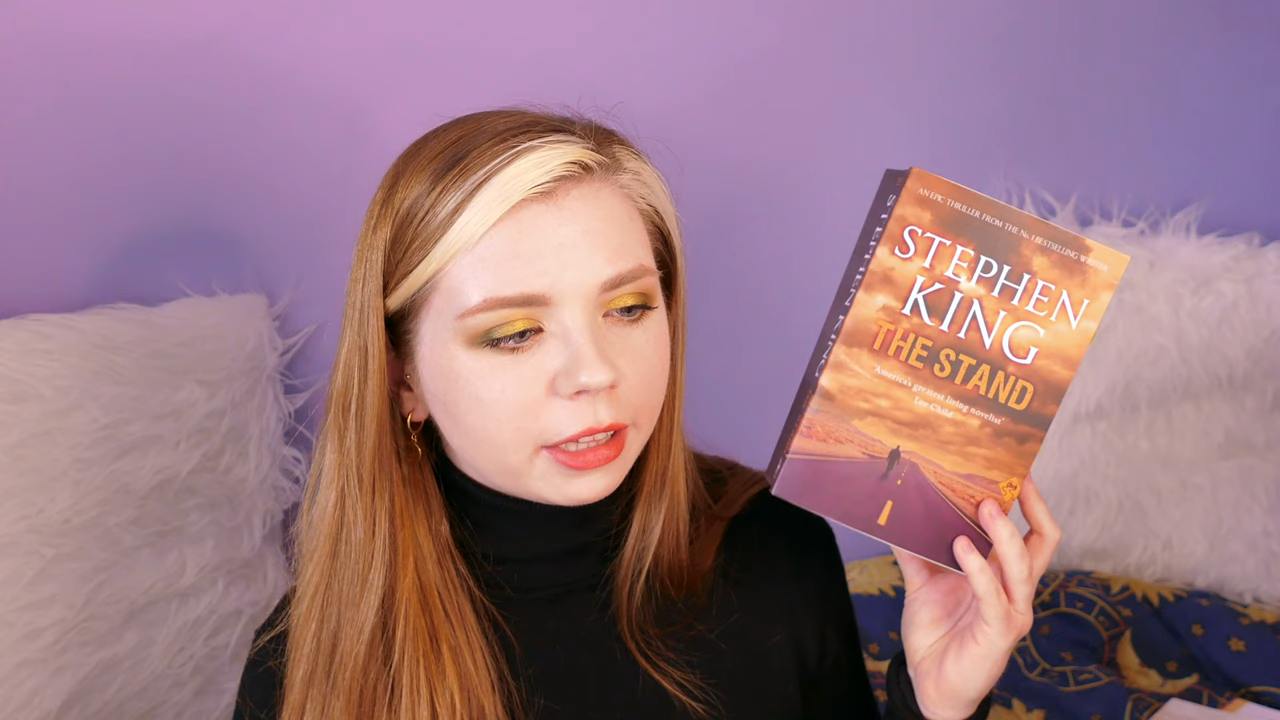 AN EPIC THRILLER FROM THE No.1 BESTSELLING WRITER
STEPHEN
KING
THE STAND
'America's greatest living novelist'
Lee Child
STEPHEN KING